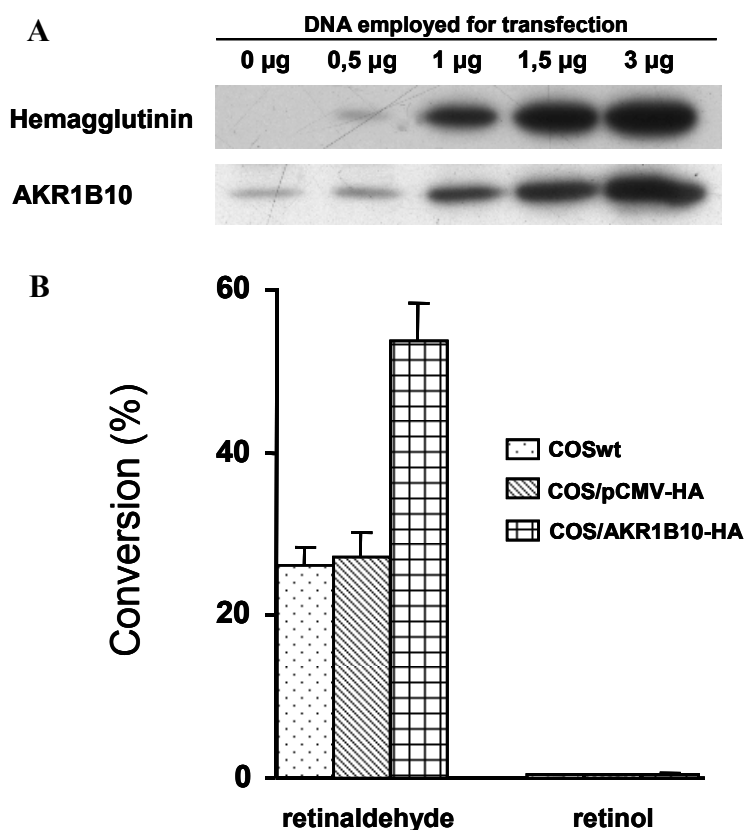 A
DNA employed for transfection
0 µg 0,5 µg 1 µg 1,5 µg 3 µg
Hemagglutinin
AKR1B10
B
Conversion (%)
60
40
20
0
COSwt
COS/pCMV-HA
COS/AKR1B10-HA
retinaldehyde retinol